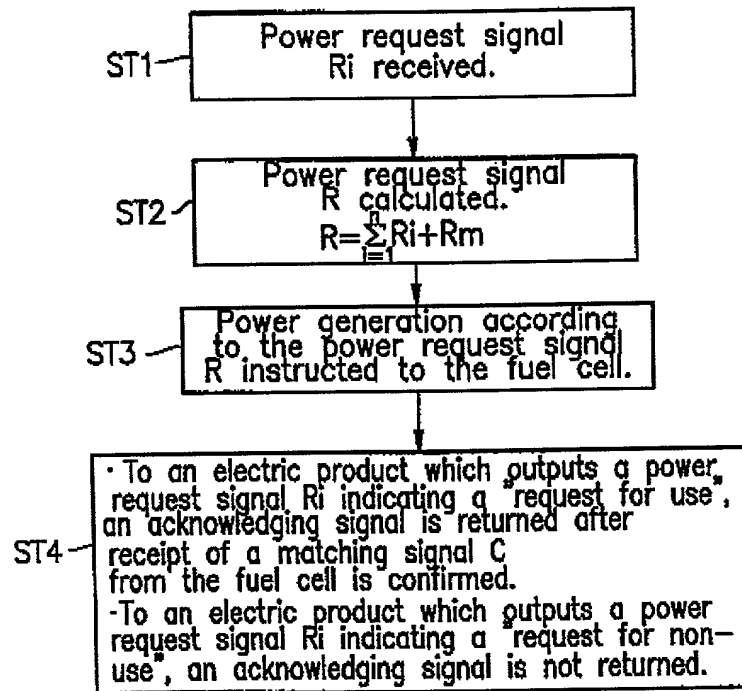 ST1
Power request signal
Ri received.
ST2
Power request signal
R calculated.
R=∑Ri+Rm
n
i=1
ST3
Power generation according
to the power request signal
R instructed to the fuel cell.
ST4
· To an electric product which outputs a power
request signal Ri indicating a "request for use",
an acknowledging signal is returned after
receipt of a matching signal C
from the fuel cell is confirmed.
-To an electric product which outputs a power
request signal Ri indicating a "request for non-
use", an acknowledging signal is not returned.